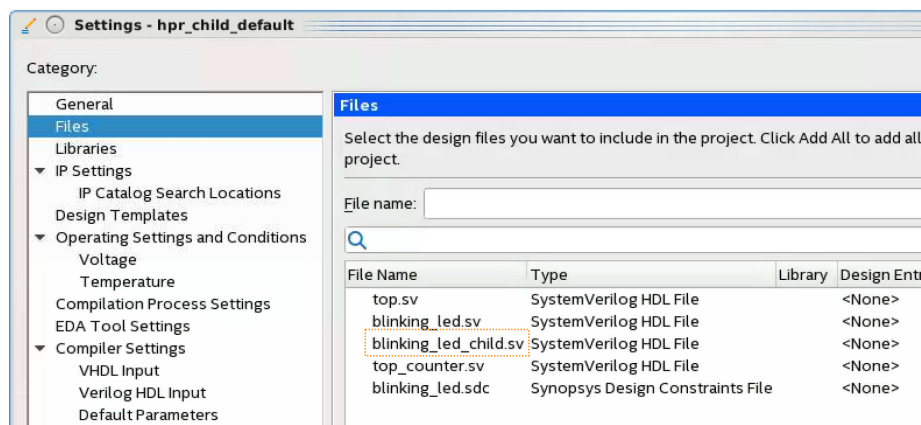 Settings - hpr_child_default
Category:
General
Files
Libraries
IP Settings
IP Catalog Search Locations
Design Templates
Operating Settings and Conditions
Voltage
Temperature
Compilation Process Settings
EDA Tool Settings
Compiler Settings
VHDL Input
Verilog HDL Input
Default Parameters
Files
Select the design files you want to include in the project. Click Add All to add all
project.
File name:
File Name Type Library Design Entr
top.sv SystemVerilog HDL File <None>
blinking_led.sv SystemVerilog HDL File <None>
blinking_led_child.sv SystemVerilog HDL File <None>
top_counter.sv SystemVerilog HDL File <None>
blinking_led.sdc Synopsys Design Constraints File <None>